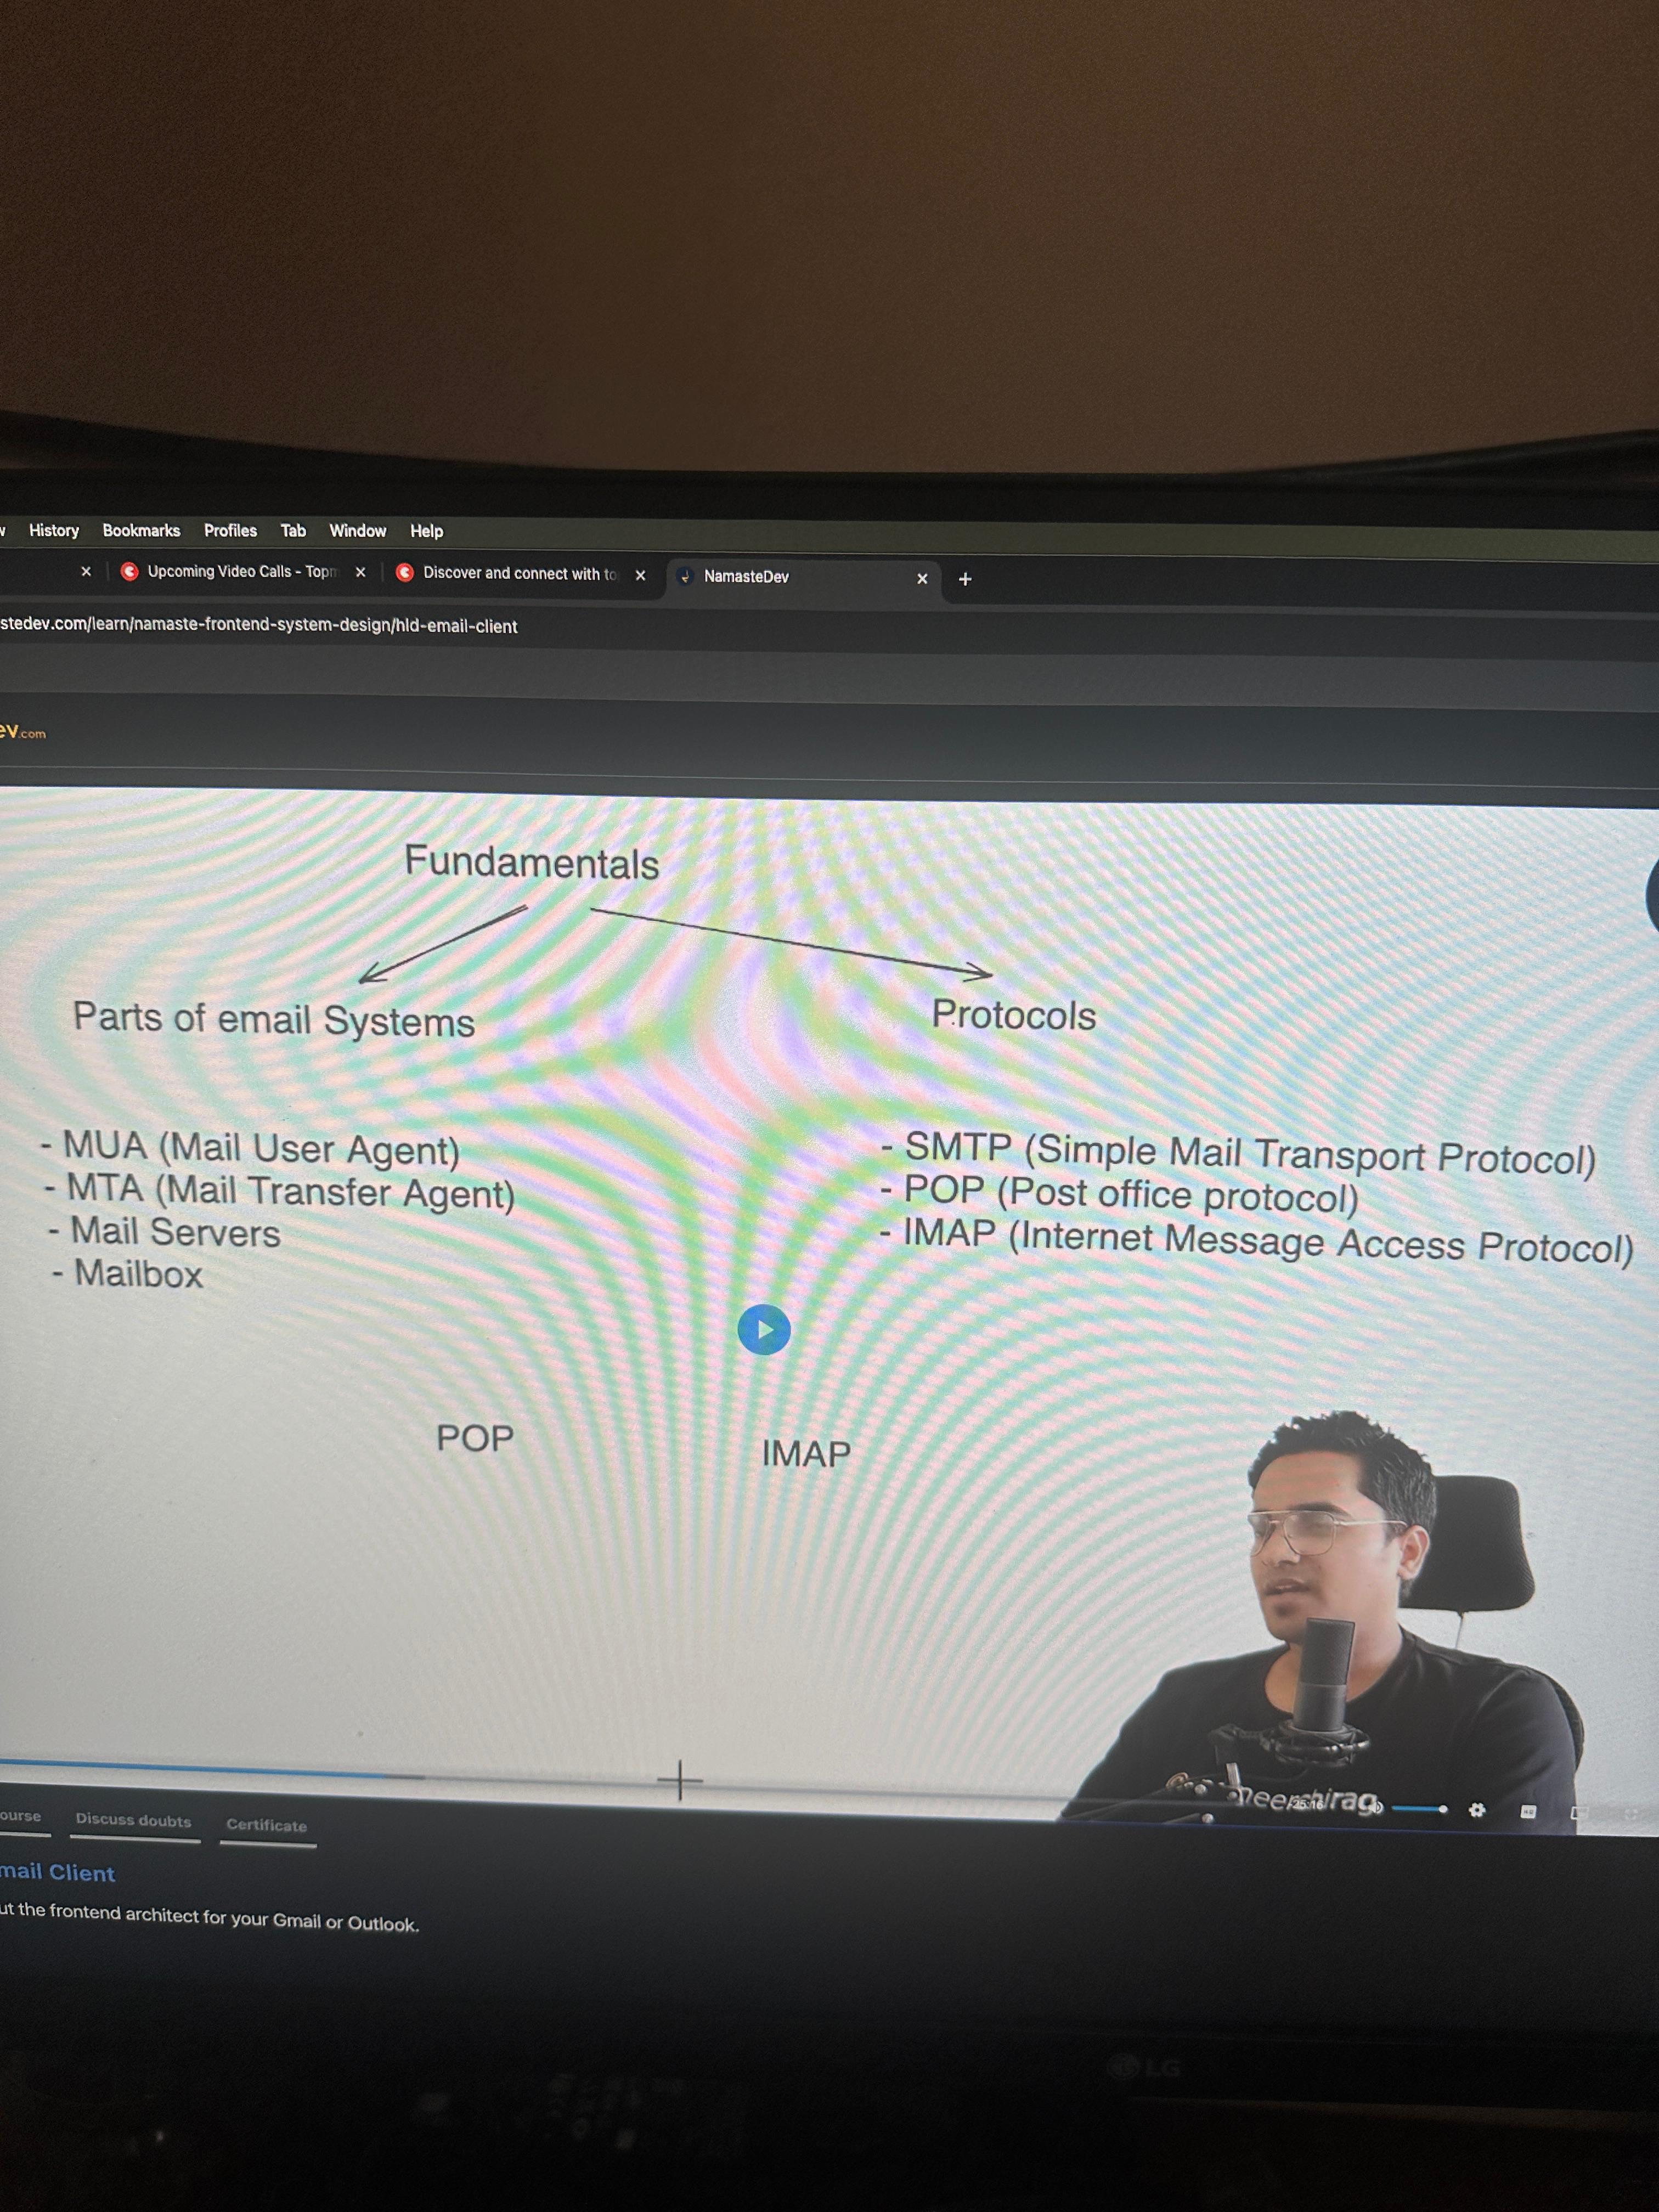 History Bookmarks Profiles Tab Window Help
Upcoming Video Calls - Topm
Discover and connect with to
NamasteDev
stedev.com/learn/namaste-frontend-system-design/hld-email-client
ev.com
Fundamentals
Parts of email Systems
Protocols
- MUA (Mail User Agent)
- MTA (Mail Transfer Agent)
- Mail Servers
- Mailbox
- SMTP (Simple Mail Transport Protocol)
- POP (Post office protocol)
- IMAP (Internet Message Access Protocol)
POP
IMAP
25:16
ourse Discuss doubts Certificate
mail Client
ut the frontend architect for your Gmail or Outlook.
LG